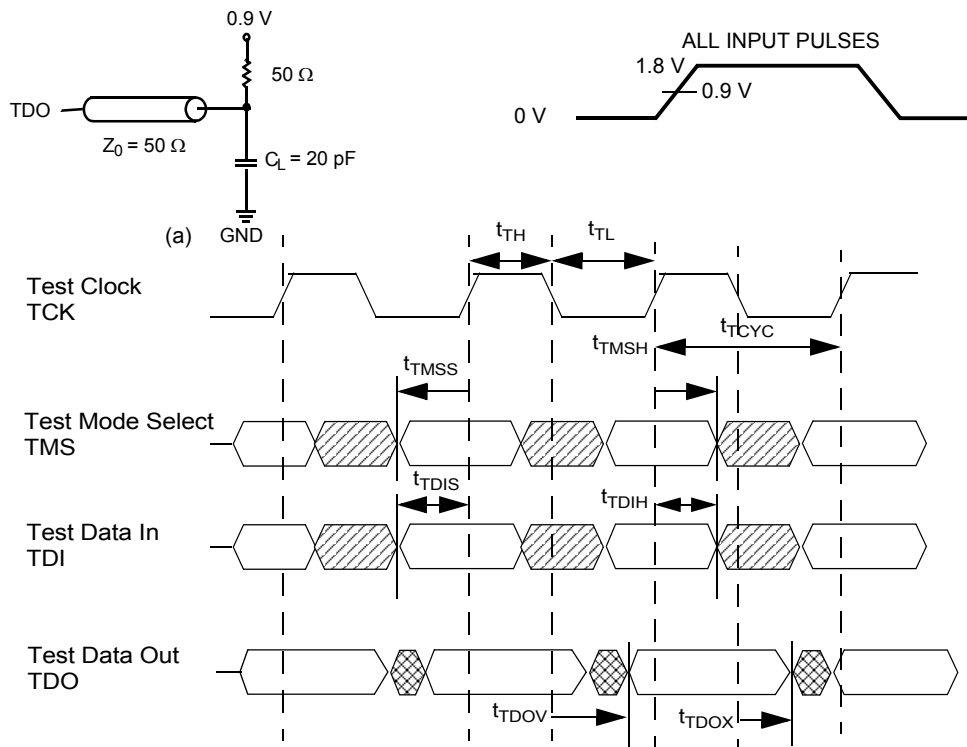 0.9 V
50 Ω
TDO
Z0 = 50 Ω
CL = 20 pF
(a)
GND
ALL INPUT PULSES
1.8 V
0.9 V
0 V
tTH
tTL
Test Clock
TCK
tTCYC
tTMSH
tTMSS
Test Mode Select
TMS
tTDIS
tTDIH
Test Data In
TDI
Test Data Out
TDO
tTDOV
tTDOX